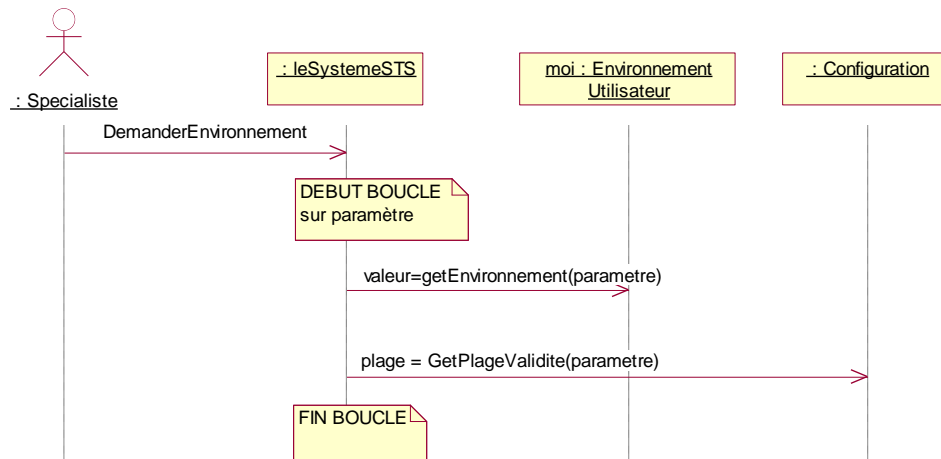 : leSystemeSTS
moi : Environnement
Utilisateur
: Configuration
: Specialiste
DemanderEnvironnement
DEBUT BOUCLE
sur paramètre
valeur=getEnvironnement(parametre)
plage = GetPlageValidite(parametre)
FIN BOUCLE